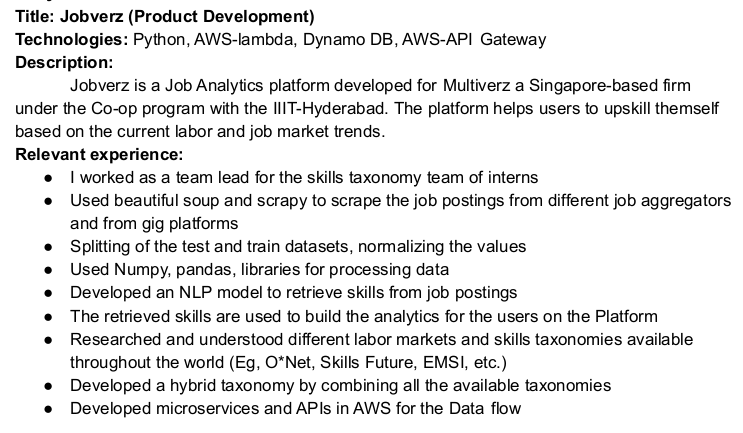 Title: Jobverz (Product Development)
Technologies: Python, AWS-lambda, Dynamo DB, AWS-API Gateway
Description:
Jobverz is a Job Analytics platform developed for Multiverz a Singapore-based firm
under the Co-op program with the IIIT-Hyderabad. The platform helps users to upskill themself
based on the current labor and job market trends.
Relevant experience:
● I worked as a team lead for the skills taxonomy team of interns
● Used beautiful soup and scrapy to scrape the job postings from different job aggregators
and from gig platforms
● Splitting of the test and train datasets, normalizing the values
● Used Numpy, pandas, libraries for processing data
● Developed an NLP model to retrieve skills from job postings
● The retrieved skills are used to build the analytics for the users on the Platform
● Researched and understood different labor markets and skills taxonomies available
throughout the world (Eg, O*Net, Skills Future, EMSI, etc.)
● Developed a hybrid taxonomy by combining all the available taxonomies
● Developed microservices and APIs in AWS for the Data flow